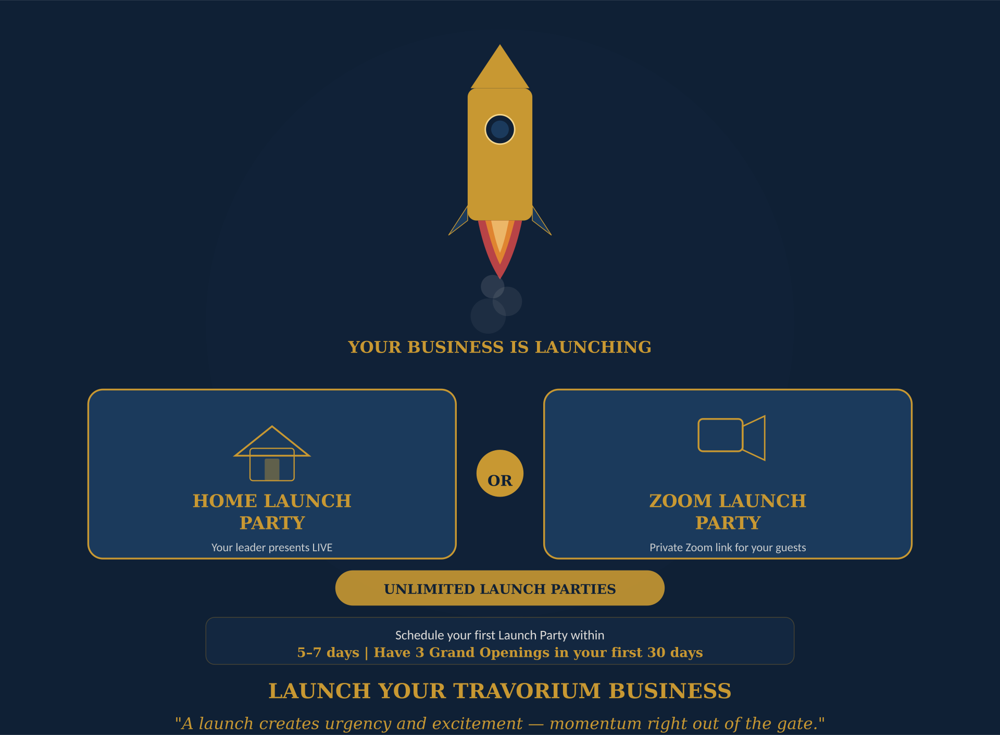 YOUR BUSINESS IS LAUNCHING
HOME LAUNCH
PARTY
Your leader presents LIVE
OR
ZOOM LAUNCH
PARTY
Private Zoom link for your guests
UNLIMITED LAUNCH PARTIES
Schedule your first Launch Party within
5–7 days | Have 3 Grand Openings in your first 30 days
LAUNCH YOUR TRAVORIUM BUSINESS
"A launch creates urgency and excitement — momentum right out of the gate."